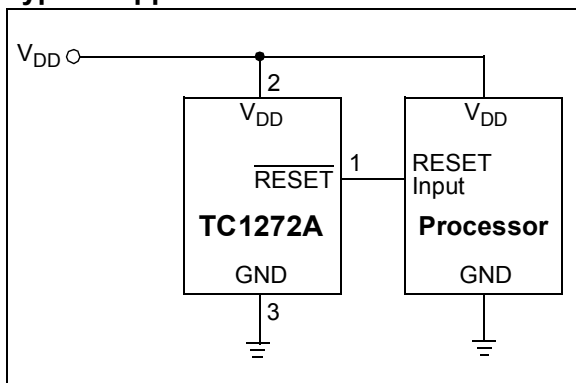 V_DD
2
V_DD
V_DD
RESET
1
RESET
Input
TC1272A
Processor
GND
GND
3